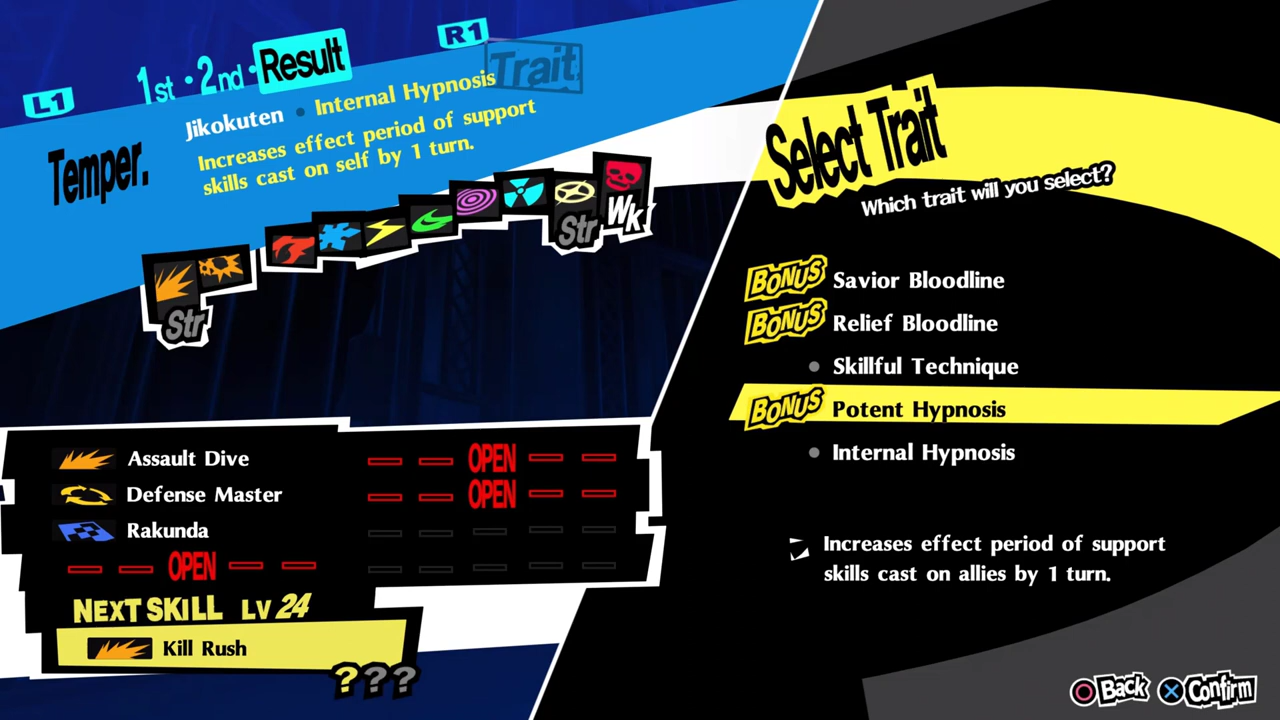 L1
1st · 2nd · Result
R1
Trait
Temper.
Jikokuten • Internal Hypnosis
Increases effect period of support
skills cast on self by 1 turn.
Str
Str
Wk
Assault Dive
OPEN
Defense Master
OPEN
Rakunda
OPEN
NEXT SKILL LV 24
Kill Rush
???
Select Trait
Which trait will you select?
BONUS Savior Bloodline
BONUS Relief Bloodline
• Skillful Technique
BONUS Potent Hypnosis
• Internal Hypnosis
Increases effect period of support
skills cast on allies by 1 turn.
Back
Confirm